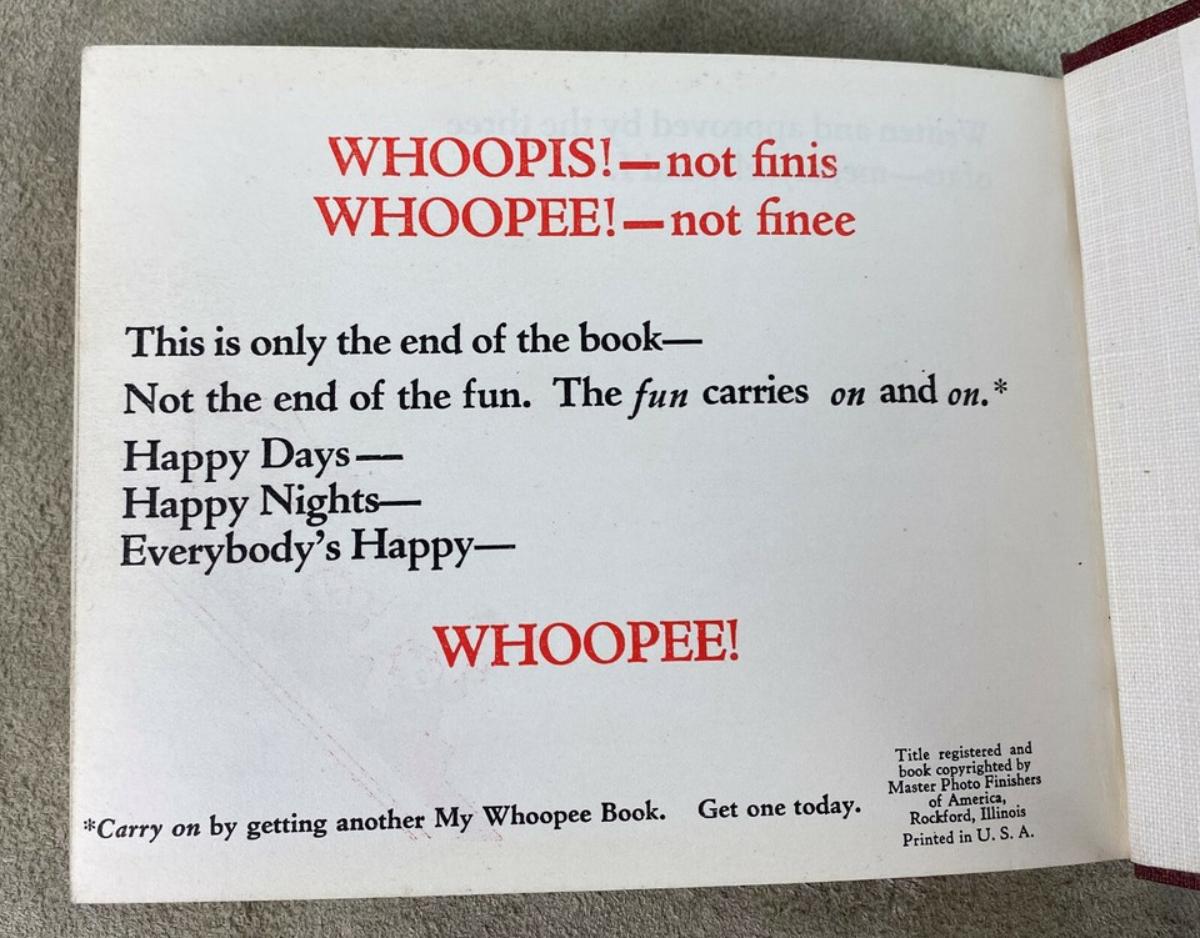 WHOOPIS!—not finis
WHOOPEE!—not finee
This is only the end of the book—
Not the end of the fun. The fun carries on and on.*
Happy Days—
Happy Nights—
Everybody's Happy—
WHOOPEE!
*Carry on by getting another My Whoopee Book. Get one today.
Title registered and
book copyrighted by
Master Photo Finishers
of America,
Rockford, Illinois
Printed in U. S. A.